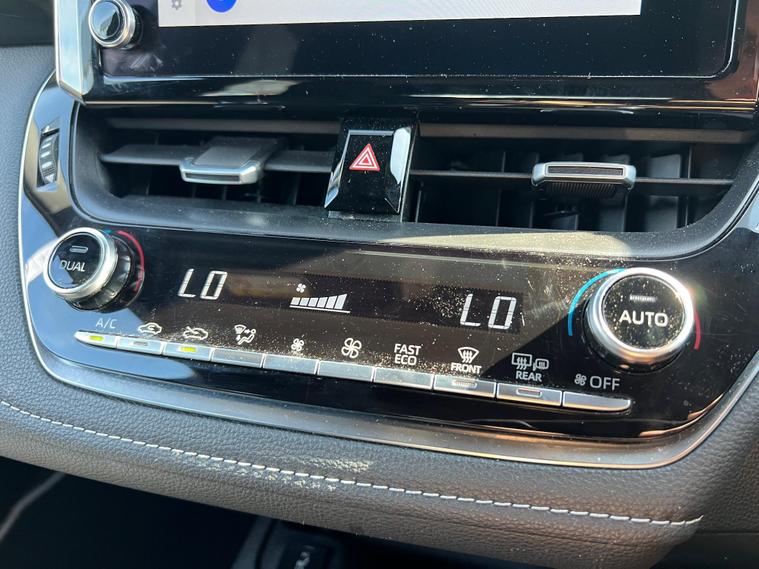 DUAL
LO
LO
AUTO
A/C
FAST
ECO
FRONT
REAR
OFF